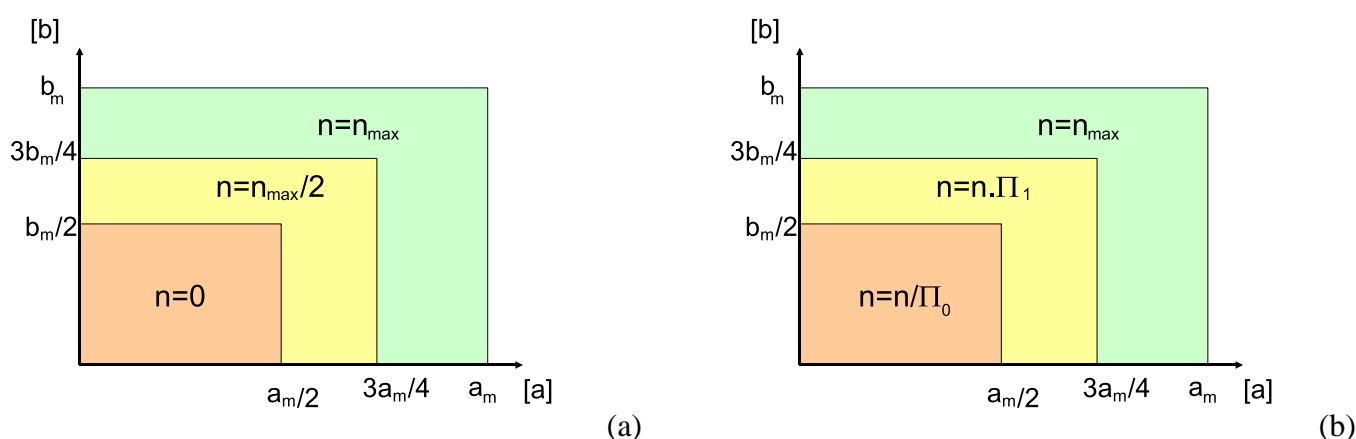 [b]
b_m
n=n_max
3b_m/4
n=n_max/2
b_m/2
n=0
a_m/2
3a_m/4
a_m
[a]
(a)
[b]
b_m
n=n_max
3b_m/4
n=n.Π_1
b_m/2
n=n/Π_0
a_m/2
3a_m/4
a_m
[a]
(b)